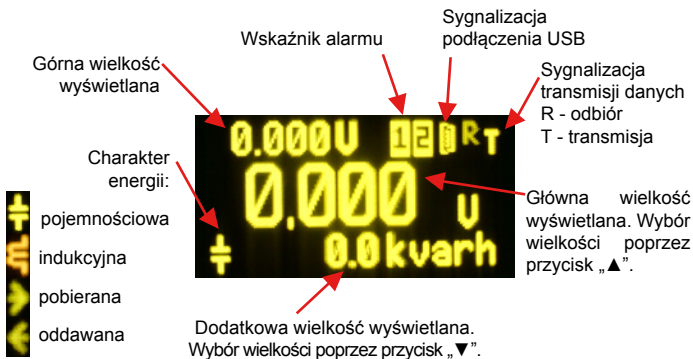 Sygnalizacja
podłączenia USB
Wskaźnik alarmu
Górna wielkość
wyświetlana
Sygnalizacja
transmisji danych
R - odbiór
T - transmisja
0.000V 12 R T
Charakter
energii:
0.000 V
pojemnościowa
indukcyjna
pobierana
oddawana
0.0 kvarh
Główna wielkość
wyświetlana. Wybór
wielkości poprzez
przycisk „▲”.
Dodatkowa wielkość wyświetlana.
Wybór wielkości poprzez przycisk „▼”.